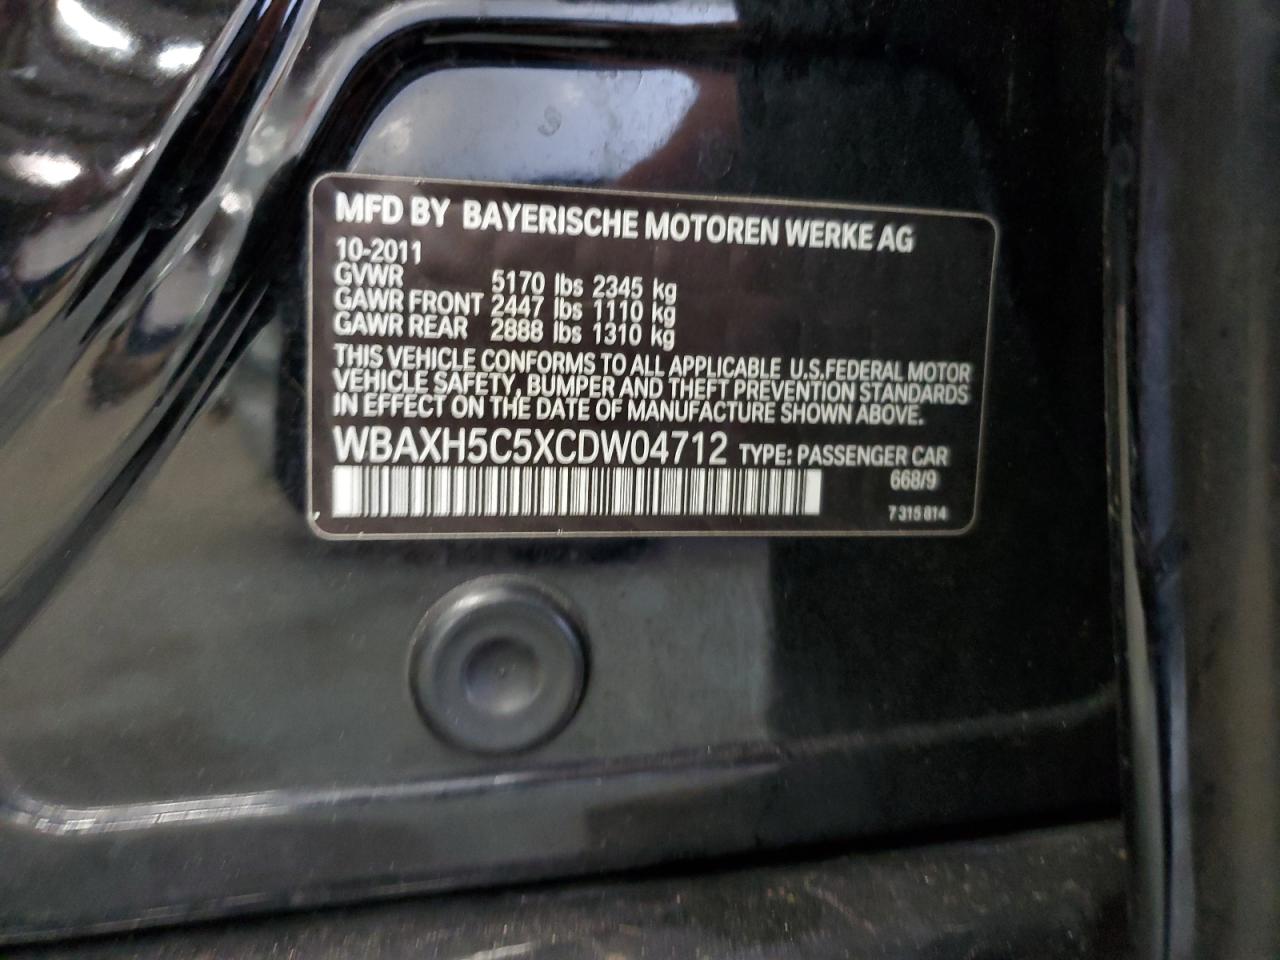 MFD BY BAYERISCHE MOTOREN WERKE AG
10-2011
GVWR 5170 lbs 2345 kg
GAWR FRONT 2447 lbs 1110 kg
GAWR REAR 2888 lbs 1310 kg
THIS VEHICLE CONFORMS TO ALL APPLICABLE U.S.FEDERAL MOTOR
VEHICLE SAFETY, BUMPER AND THEFT PREVENTION STANDARDS
IN EFFECT ON THE DATE OF MANUFACTURE SHOWN ABOVE.
WBAXH5C5XCDW04712 TYPE: PASSENGER CAR
668/9
7 315 814